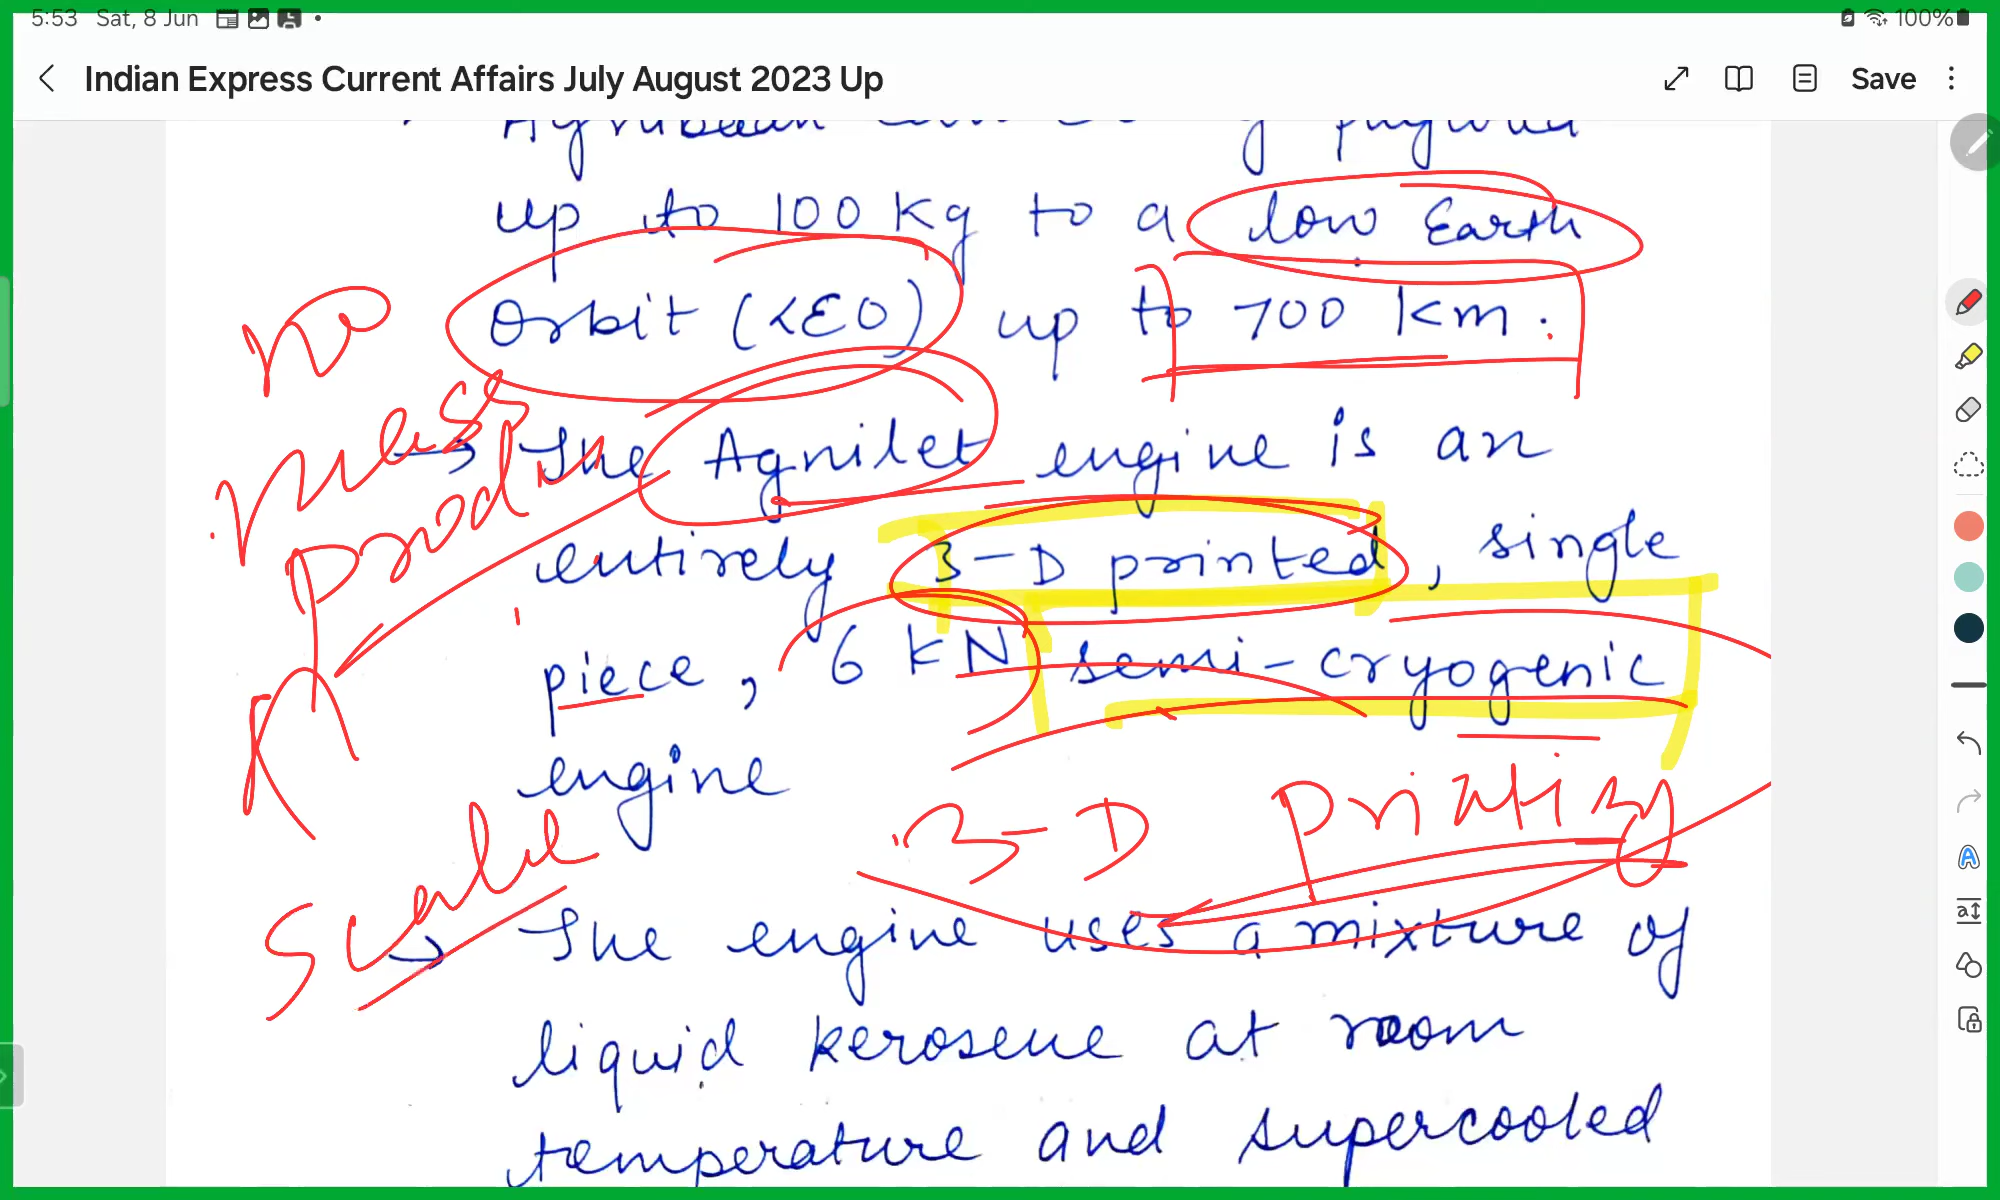 5:53 Sat, 8 Jun
100%
Indian Express Current Affairs July August 2023 Up
Save
up to 100 Kg to a low Earth
Orbit (LEO) up to 700 Km.
no
mass
→ The Agnilet engine is an
prod
entirely 3-D printed, single
piece, 6 KN semi-cryogenic
engine
3-D printing
Scale
→ The engine uses a mixture of
liquid kerosene at room
temperature and supercooled